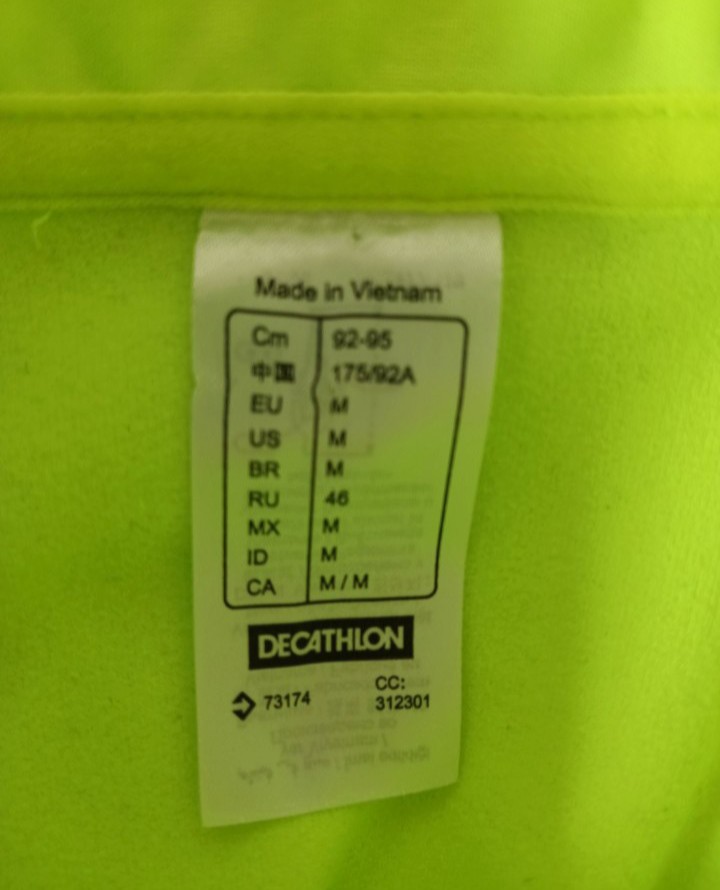 Made in Vietnam
Cm 92-95
中国 175/92A
EU M
US M
BR M
RU 46
MX M
ID M
CA M / M
DECATHLON
73174 CC: 312301